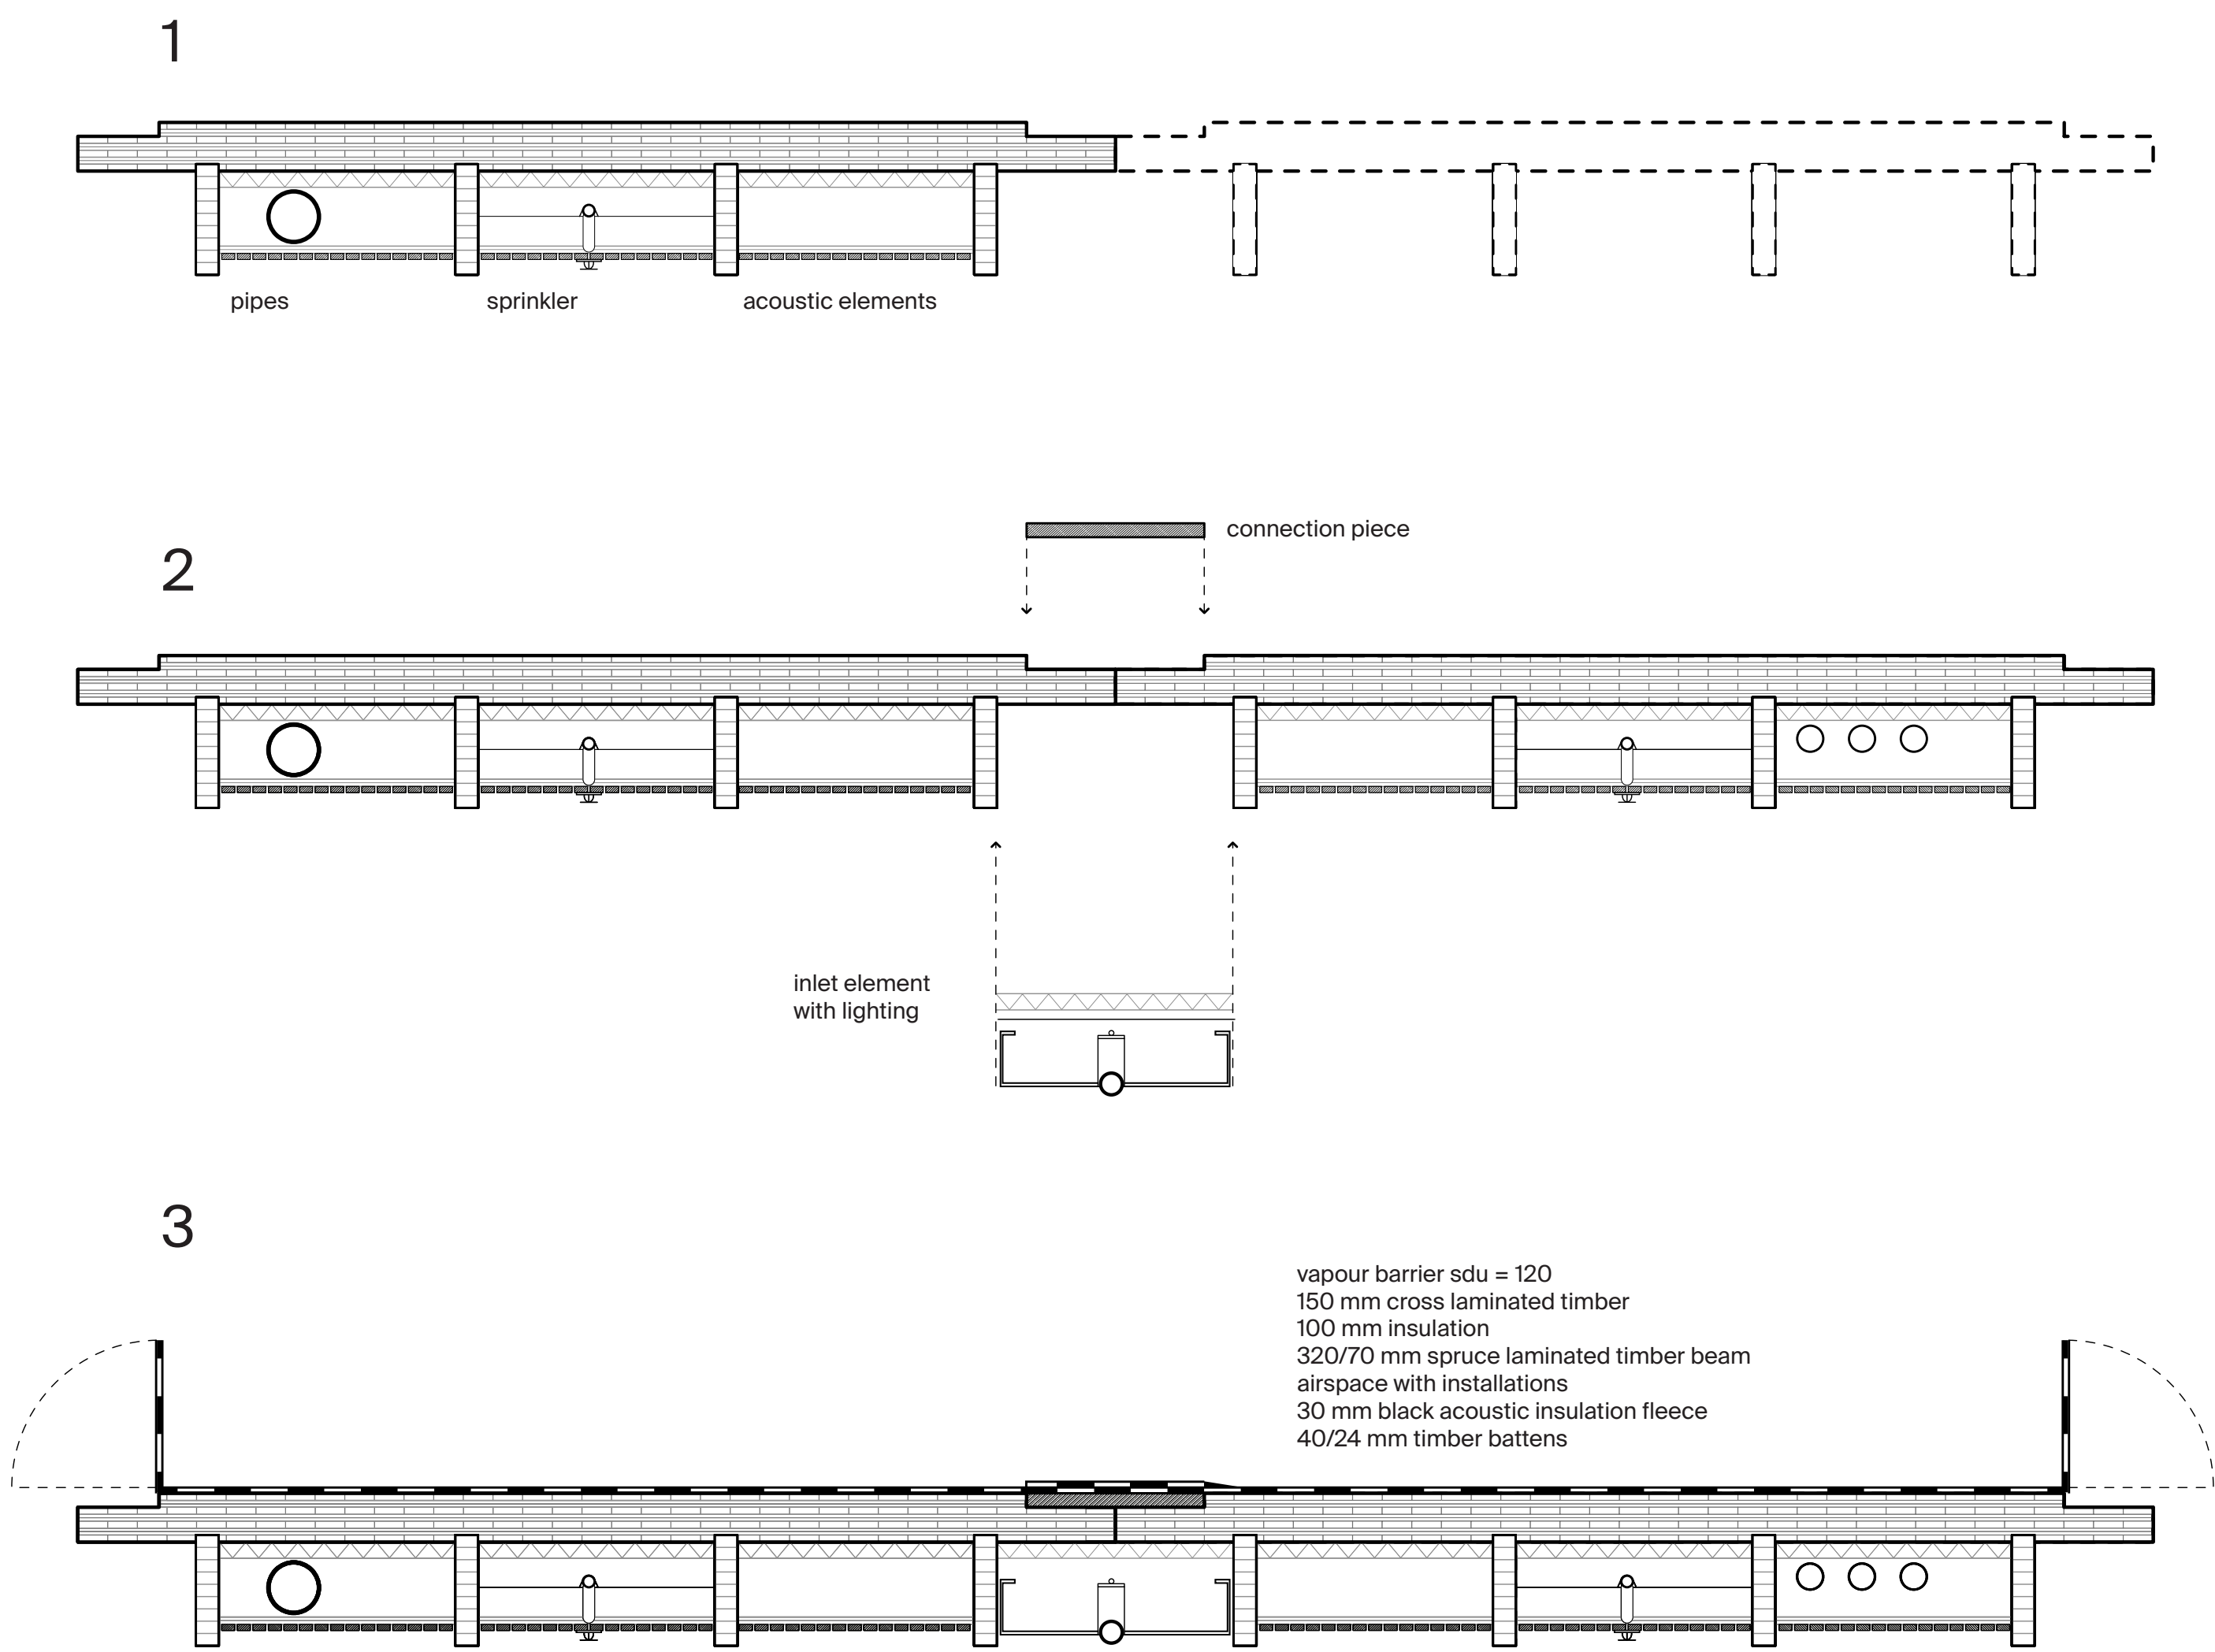 1
pipes
sprinkler
acoustic elements
connection piece
2
inlet element
with lighting
3
vapour barrier sdu = 120
150 mm cross laminated timber
100 mm insulation
320/70 mm spruce laminated timber beam
airspace with installations
30 mm black acoustic insulation fleece
40/24 mm timber battens